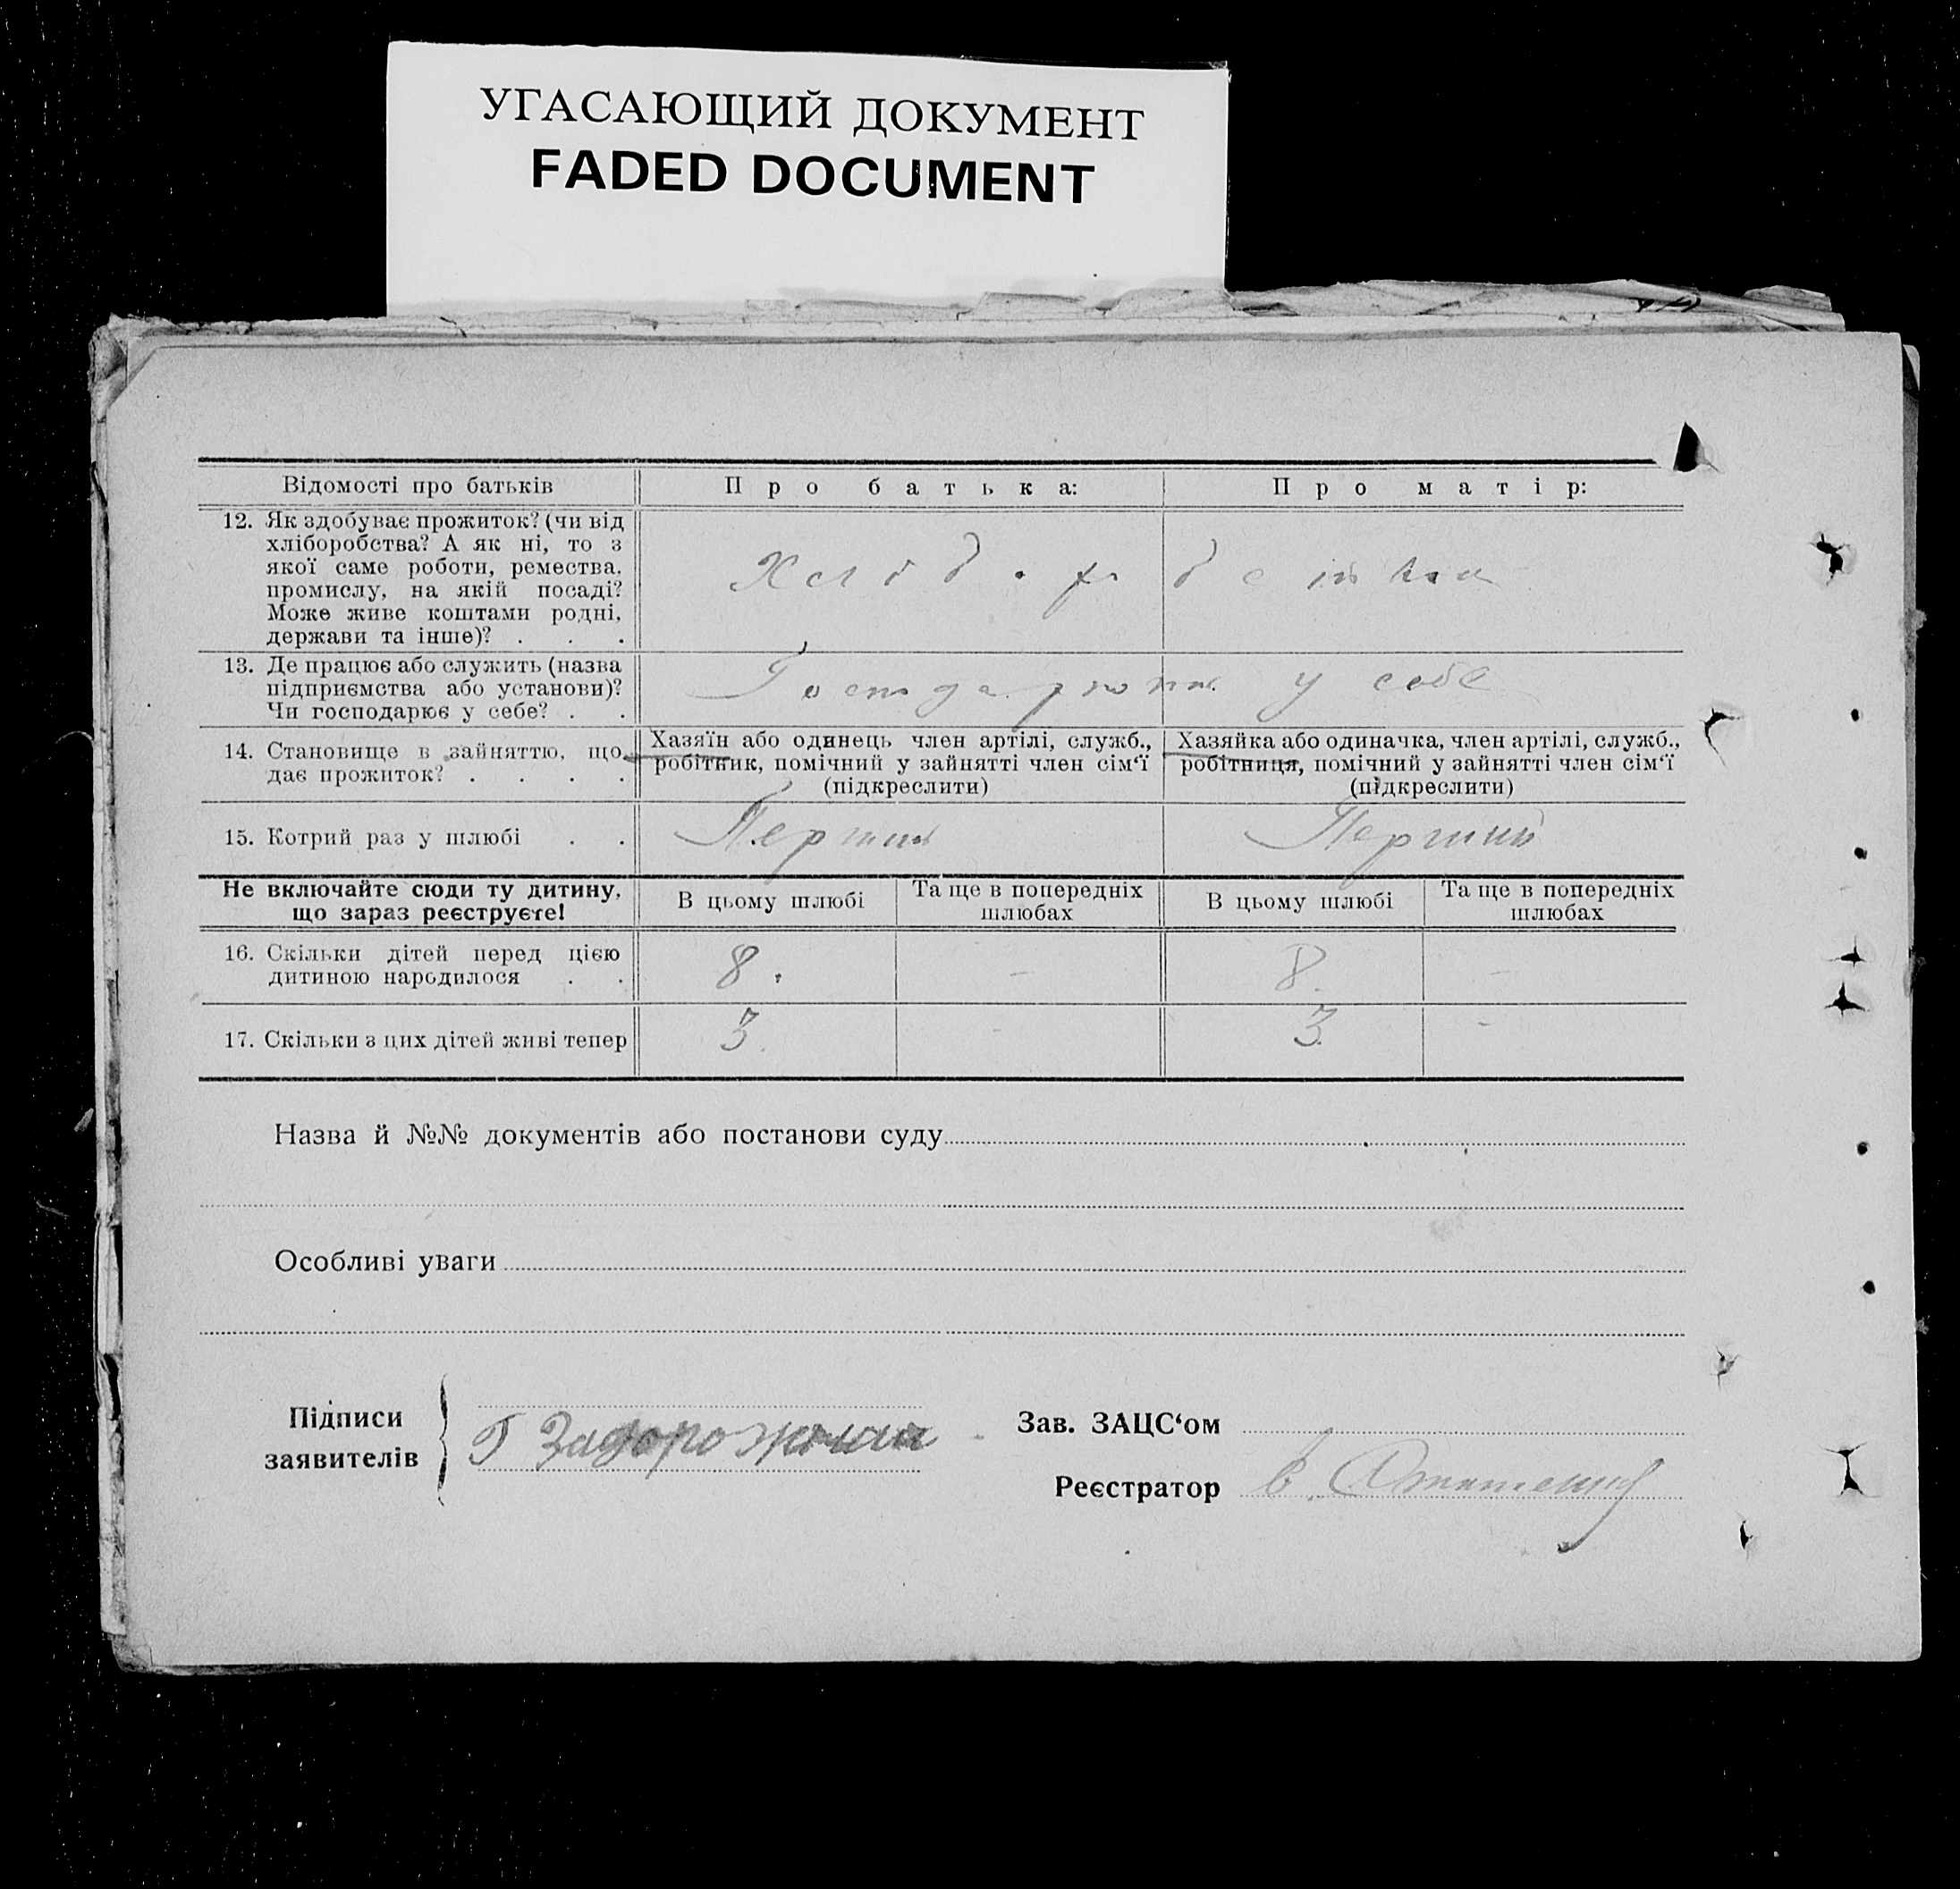 УГАСАЮЩИЙ ДОКУМЕНТ
FADED DOCUMENT
Відомості про батьків
Про батька:
Про матір:
12. Як здобуває прожиток? (чи від
хліборобства? А як ні, то з
якої саме роботи, ремества,
промислу, на якій посаді?
Може живе коштами родні,
держави та інше)? . . .
13. Де працює або служить (назва
підприємства або установи)?
Чи господарює у себе? . .
у себе
14. Становище в зайняттю, що
дає прожиток? . . . .
Хазяїн або одинець член артілі, служб.,
робітник, помічний у зайнятті член сім‘ї
(підкреслити)
Хазяйка або одиначка, член артілі, служб.,
робітниця, помічний у зайнятті член сім‘ї
(підкреслити)
15. Котрий раз у шлюбі . .
Перший
Перший
Не включайте сюди ту дитину,
що зараз реєструєте!
В цьому шлюбі
Та ще в попередніх
шлюбах
В цьому шлюбі
Та ще в попередніх
шлюбах
16. Скільки дітей перед цією
дитиною народилося . .
8.
-
8.
-
17. Скільки з цих дітей живі тепер
3.
-
3.
-
Назва й №№ документів або постанови суду
Особливі уваги
Підписи
заявителів
Зав. ЗАЦС‘ом
Реєстратор